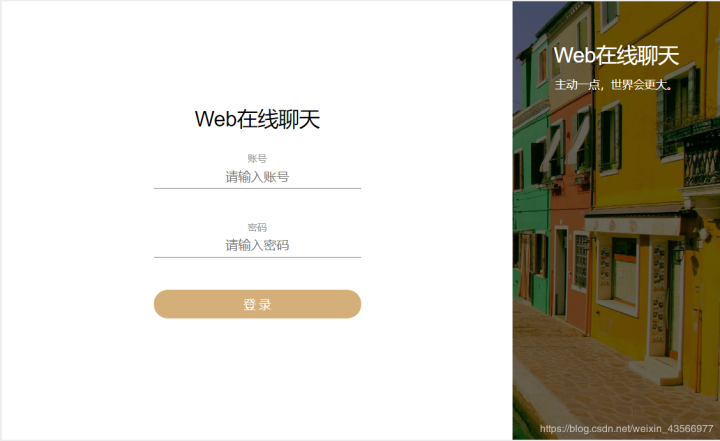 Web在线聊天
账号
请输入账号
密码
请输入密码
登 录
Web在线聊天
主动一点，世界会更大。
https://blog.csdn.net/weixin_43566977